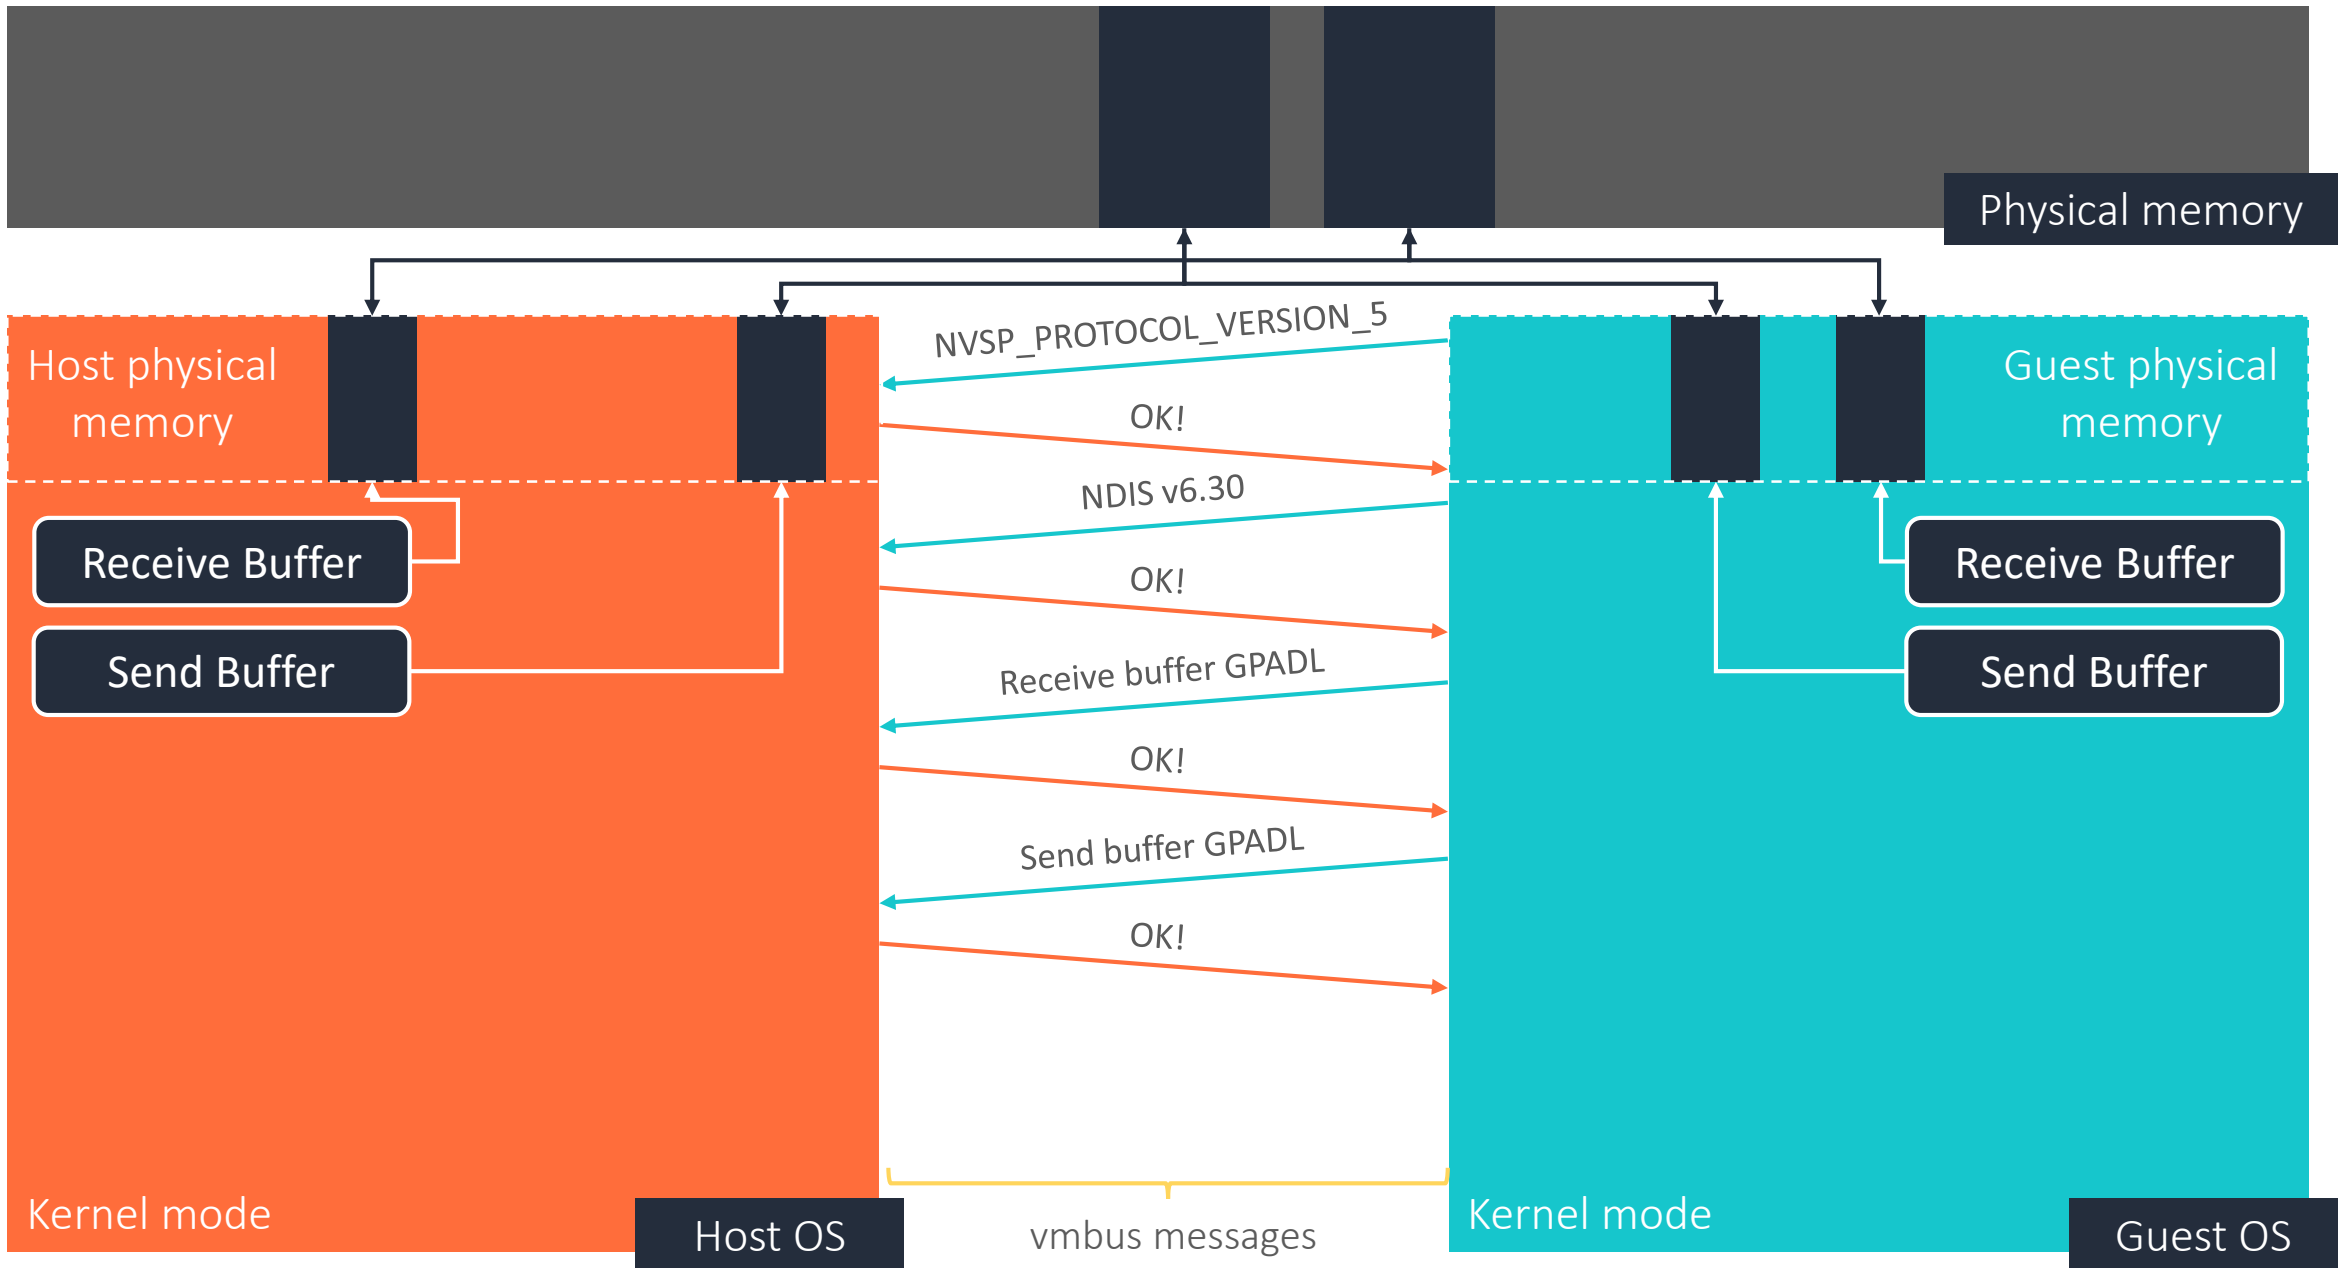 Physical memory
Host physical
memory
Receive Buffer
Send Buffer
NVSP_PROTOCOL_VERSION_5
OK!
NDIS v6.30
OK!
Receive buffer GPADL
OK!
Send buffer GPADL
OK!
Guest physical
memory
Receive Buffer
Send Buffer
Kernel mode
Host OS
vmbus messages
Kernel mode
Guest OS